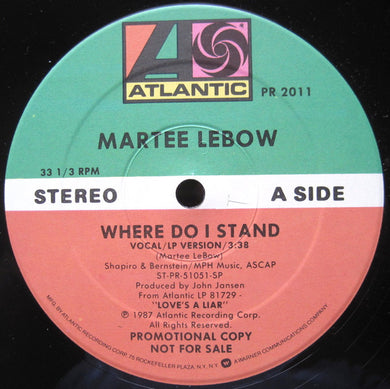 ATLANTIC
PR 2011
MARTEE LEBOW
33 1/3 RPM
STEREO A SIDE
WHERE DO I STAND
VOCAL/LP VERSION/3:38
(Martee LeBow)
Shapiro & Bernstein/MPH Music, ASCAP
ST-PR-51051-SP
Produced by John Jansen
From Atlantic LP 81729 -
"LOVE'S A LIAR"
℗ 1987 Atlantic Recording Corp.
All Rights Reserved.
PROMOTIONAL COPY
NOT FOR SALE
MFG. BY ATLANTIC RECORDING CORP. 75 ROCKEFELLER PLAZA, N.Y., N.Y. A WARNER COMMUNICATIONS COMPANY